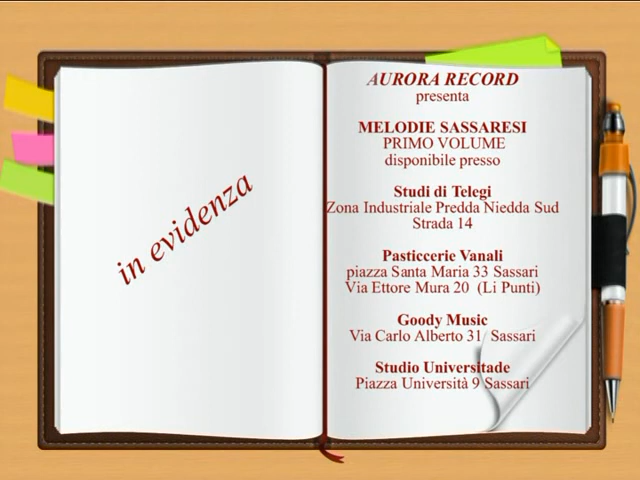 in evidenza
AURORA RECORD
presenta
MELODIE SASSARESI
PRIMO VOLUME
disponibile presso
Studi di Telegi
Zona Industriale Predda Niedda Sud
Strada 14
Pasticcerie Vanali
piazza Santa Maria 33 Sassari
Via Ettore Mura 20 (Li Punti)
Goody Music
Via Carlo Alberto 31 Sassari
Studio Universitade
Piazza Università 9 Sassari